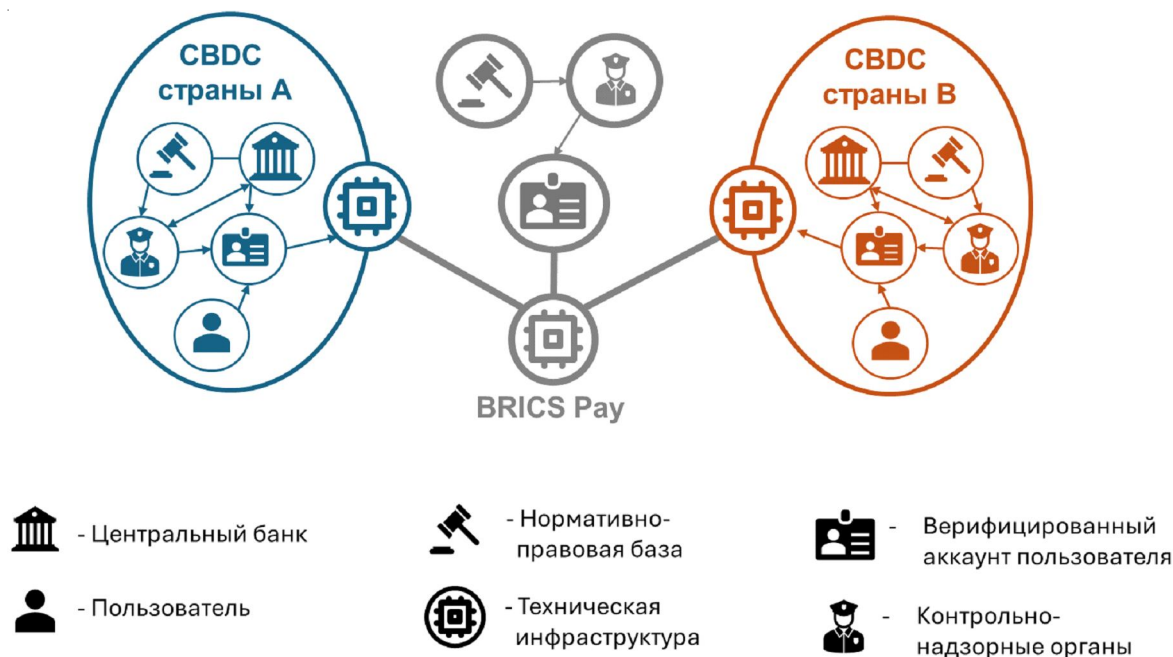 CBDC
страны А
CBDC
страны В
BRICS Pay
- Центральный банк
- Нормативно-
правовая база
- Верифицированный
аккаунт пользователя
- Пользователь
- Техническая
инфраструктура
- Контрольно-
надзорные органы